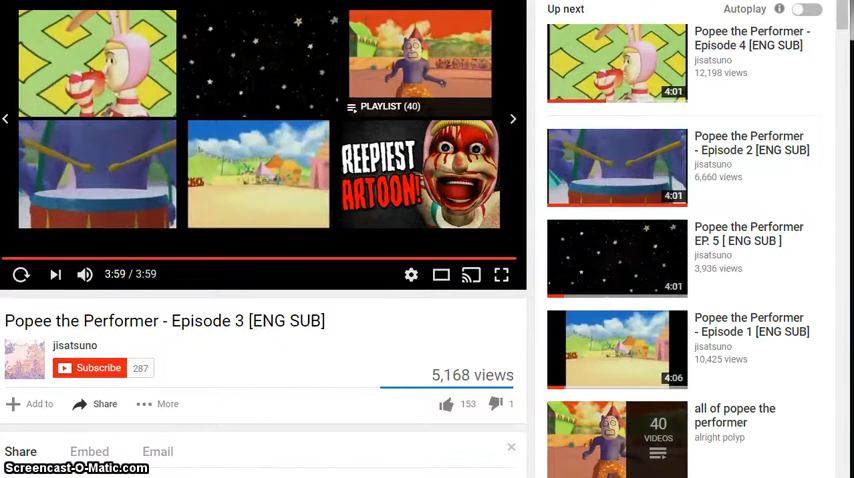 PLAYLIST (40)
REEPIEST
ARTOON!
3:59 / 3:59
Popee the Performer - Episode 3 [ENG SUB]
jisatsuno
Subscribe 287
5,168 views
Add to Share More 153 1
Share Embed Email
Screencast-O-Matic.com
Up next Autoplay
4:01
Popee the Performer -
Episode 4 [ENG SUB]
jisatsuno
12,198 views
4:01
Popee the Performer
- Episode 2 [ENG SUB]
jisatsuno
6,660 views
4:01
Popee the Performer
EP. 5 [ ENG SUB ]
jisatsuno
3,936 views
4:06
Popee the Performer
- Episode 1 [ENG SUB]
jisatsuno
10,425 views
40
VIDEOS
all of popee the
performer
alright polyp